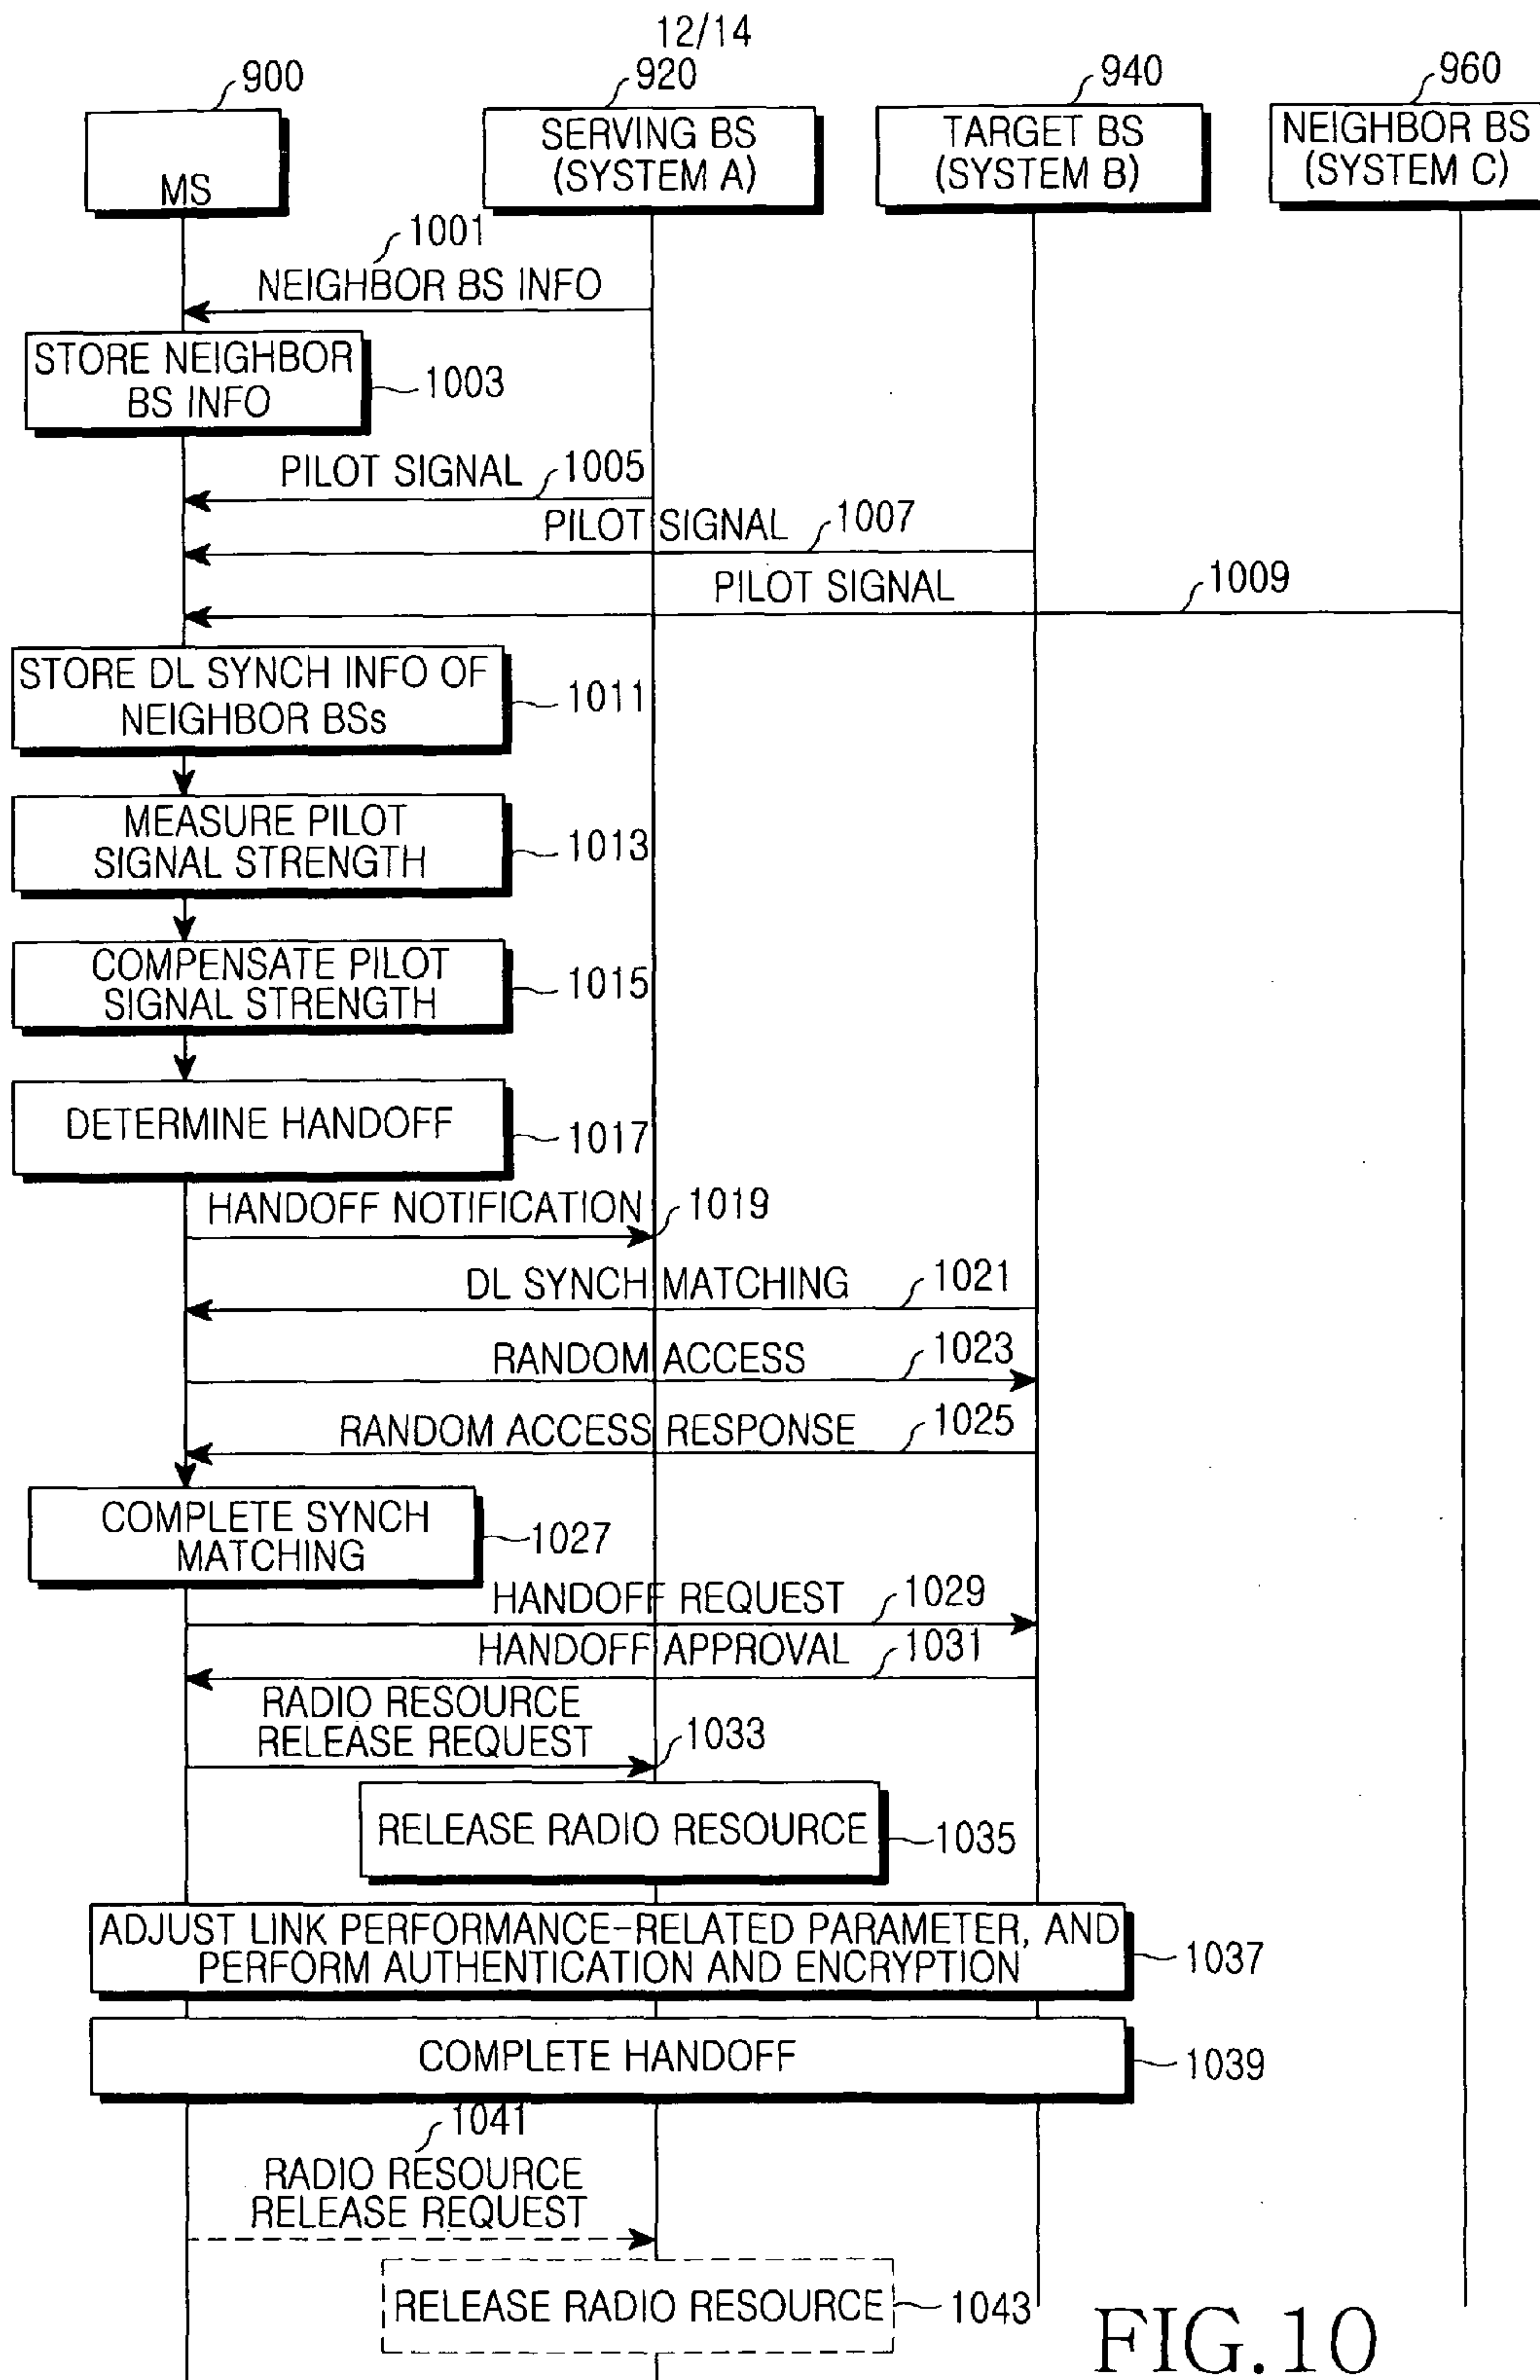 12/14
900
920
940
960
MS
SERVING BS
(SYSTEM A)
TARGET BS
(SYSTEM B)
NEIGHBOR BS
(SYSTEM C)
1001
NEIGHBOR BS INFO
STORE NEIGHBOR
BS INFO
1003
PILOT SIGNAL
1005
PILOT SIGNAL
1007
PILOT SIGNAL
1009
STORE DL SYNCH INFO OF
NEIGHBOR BSs
1011
MEASURE PILOT
SIGNAL STRENGTH
1013
COMPENSATE PILOT
SIGNAL STRENGTH
1015
DETERMINE HANDOFF
1017
HANDOFF NOTIFICATION
1019
DL SYNCH MATCHING
1021
RANDOM ACCESS
1023
RANDOM ACCESS RESPONSE
1025
COMPLETE SYNCH
MATCHING
1027
HANDOFF REQUEST
1029
HANDOFF APPROVAL
1031
RADIO RESOURCE
RELEASE REQUEST
1033
RELEASE RADIO RESOURCE
1035
ADJUST LINK PERFORMANCE-RELATED PARAMETER, AND
PERFORM AUTHENTICATION AND ENCRYPTION
1037
COMPLETE HANDOFF
1039
1041
RADIO RESOURCE
RELEASE REQUEST
RELEASE RADIO RESOURCE
1043
FIG.10